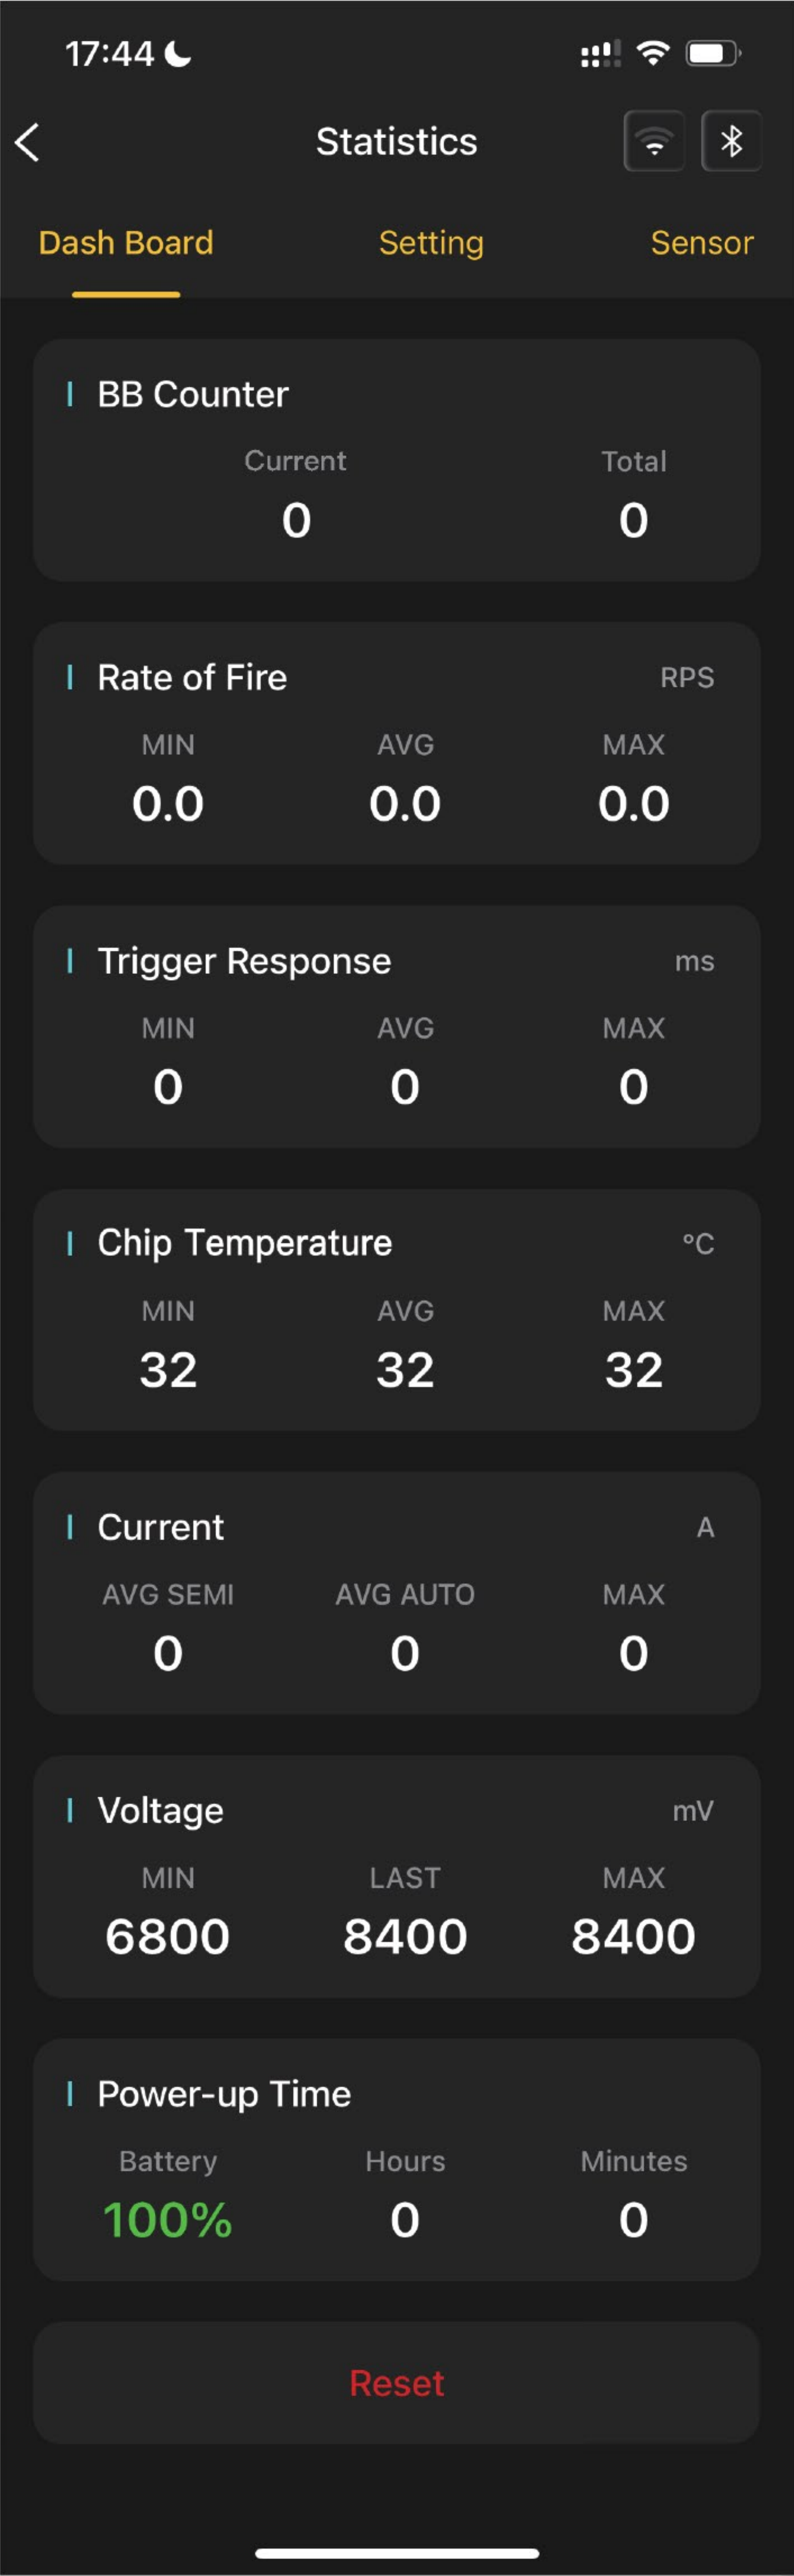 17:44
Statistics
Dash Board Setting Sensor
BB Counter
Current Total
0 0
Rate of Fire RPS
MIN AVG MAX
0.0 0.0 0.0
Trigger Response ms
MIN AVG MAX
0 0 0
Chip Temperature °C
MIN AVG MAX
32 32 32
Current A
AVG SEMI AVG AUTO MAX
0 0 0
Voltage mV
MIN LAST MAX
6800 8400 8400
Power-up Time
Battery Hours Minutes
100% 0 0
Reset